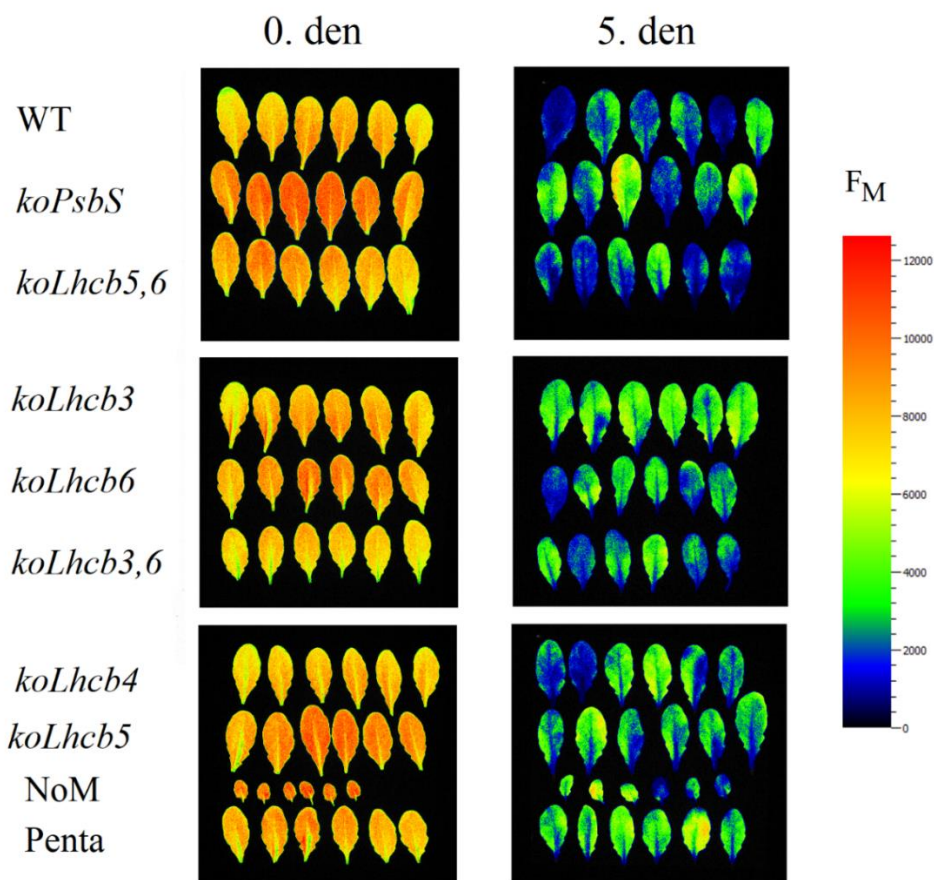 0. den
5. den
WT
koPsbS
koLhcb5,6
koLhcb3
koLhcb6
koLhcb3,6
koLhcb4
koLhcb5
NoM
Penta
FM
12000
10000
8000
6000
4000
2000
0